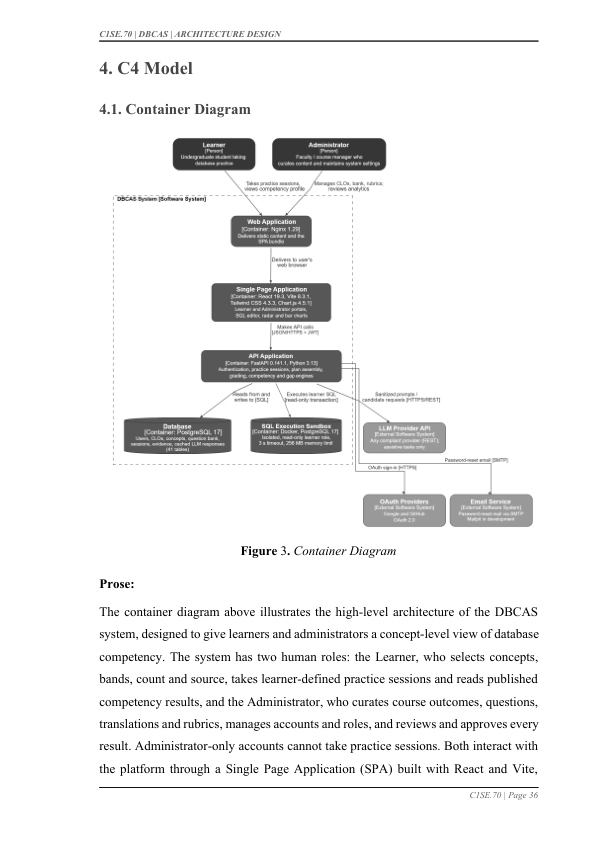 C1SE.70 | DBCAS | ARCHITECTURE DESIGN
4. C4 Model
4.1. Container Diagram
Learner
[Person]
Undergraduate student taking
database practice
Administrator
[Person]
Faculty / course manager who
curates content and maintains system settings
Takes practice sessions,
views competency profile
Manages CLOs, bank, rubrics;
reviews analytics
DBCAS System [Software System]
Web Application
[Container: Nginx 1.29]
Delivers static content and the
SPA bundle
Delivers to user's
web browser
Single Page Application
[Container: React 19.3, Vite 8.3.1,
Tailwind CSS 4.3.3, Chart.js 4.5.1]
Learner and Administrator portals,
SQL editor, radar and bar charts
Makes API calls
[JSON/HTTPS + JWT]
API Application
[Container: FastAPI 0.141.1, Python 3.13]
Authentication, practice sessions, plan assembly,
grading, competency and gap engines
Reads from and
writes to [SQL]
Executes learner SQL
[read-only transaction]
Sanitized prompts /
candidate requests [HTTPS/REST]
Database
[Container: PostgreSQL 17]
Users, CLOs, concepts, question bank,
sessions, evidence, cached LLM responses
(41 tables)
SQL Execution Sandbox
[Container: Docker, PostgreSQL 17]
Isolated, read-only learner role,
3 s timeout, 256 MB memory limit
LLM Provider API
[External Software System]
Any compliant provider (REST),
assistive tasks only
Password-reset email [SMTP]
OAuth sign-in [HTTPS]
OAuth Providers
[External Software System]
Google and GitHub
OAuth 2.0
Email Service
[External Software System]
Password-reset mail via SMTP
Mailpit in development
Figure 3. Container Diagram
Prose:
The container diagram above illustrates the high-level architecture of the DBCAS
system, designed to give learners and administrators a concept-level view of database
competency. The system has two human roles: the Learner, who selects concepts,
bands, count and source, takes learner-defined practice sessions and reads published
competency results, and the Administrator, who curates course outcomes, questions,
translations and rubrics, manages accounts and roles, and reviews and approves every
result. Administrator-only accounts cannot take practice sessions. Both interact with
the platform through a Single Page Application (SPA) built with React and Vite,
C1SE.70 | Page 36